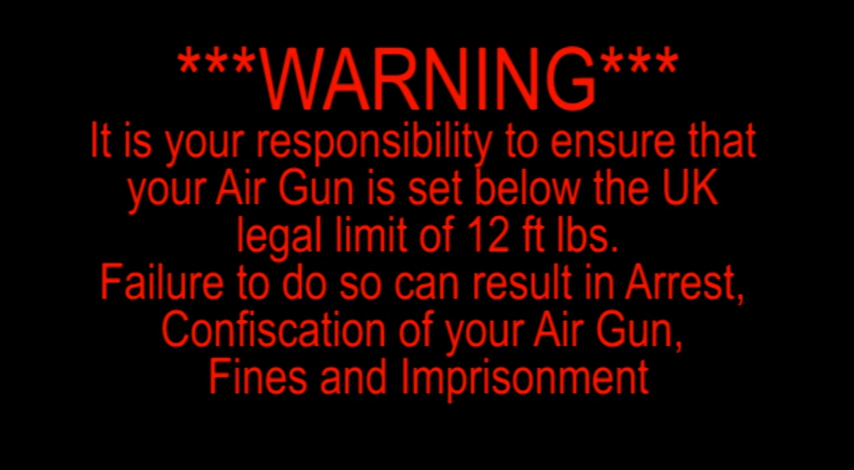 ***WARNING***
It is your responsibility to ensure that
your Air Gun is set below the UK
legal limit of 12 ft lbs.
Failure to do so can result in Arrest,
Confiscation of your Air Gun,
Fines and Imprisonment